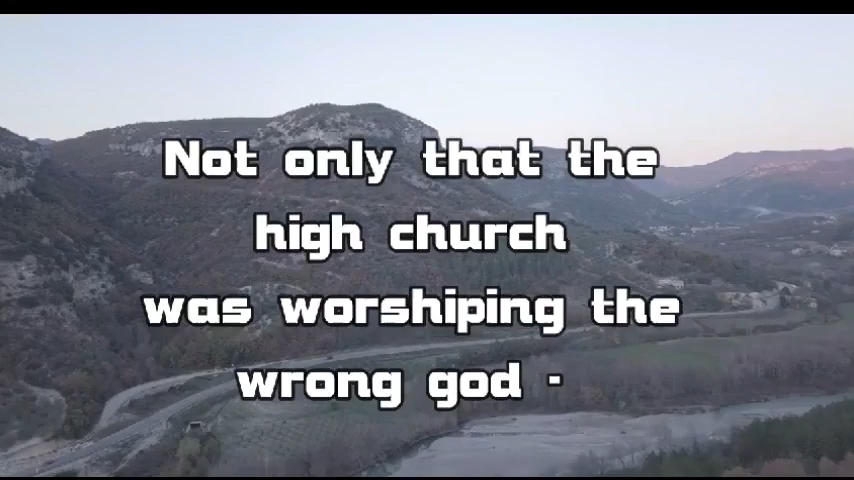 Not only that the
high church
was worshiping the
wrong god -